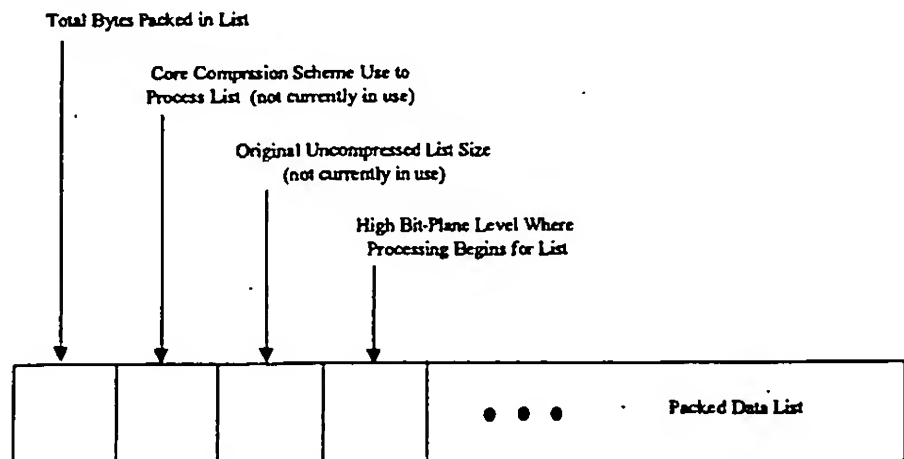 Total Bytes Packed in List
Core Comprssion Scheme Use to
Process List (not currently in use)
Original Uncompressed List Size
(not currently in use)
High Bit-Plane Level Where
Processing Begins for List
Packed Data List